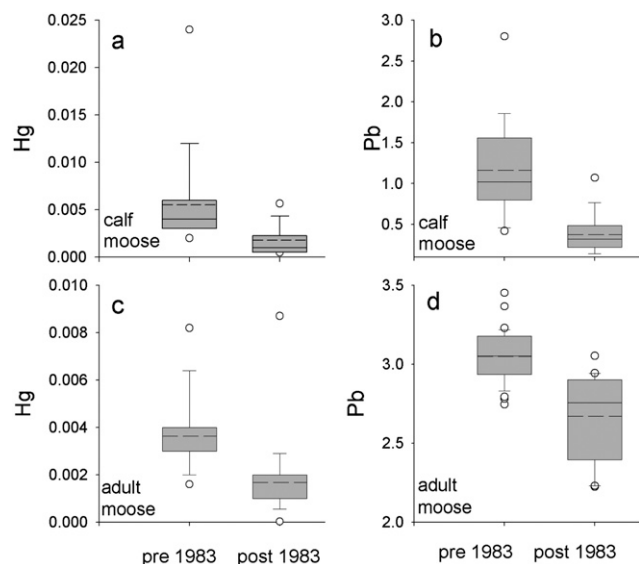 a
Hg
0.025
0.020
0.015
0.010
0.005
0.000
calf
moose
b
Pb
3.0
2.5
2.0
1.5
1.0
0.5
calf
moose
c
Hg
0.010
0.008
0.006
0.004
0.002
0.000
adult
moose
pre 1983 post 1983
d
Pb
3.5
3.0
2.5
2.0
adult
moose
pre 1983 post 1983